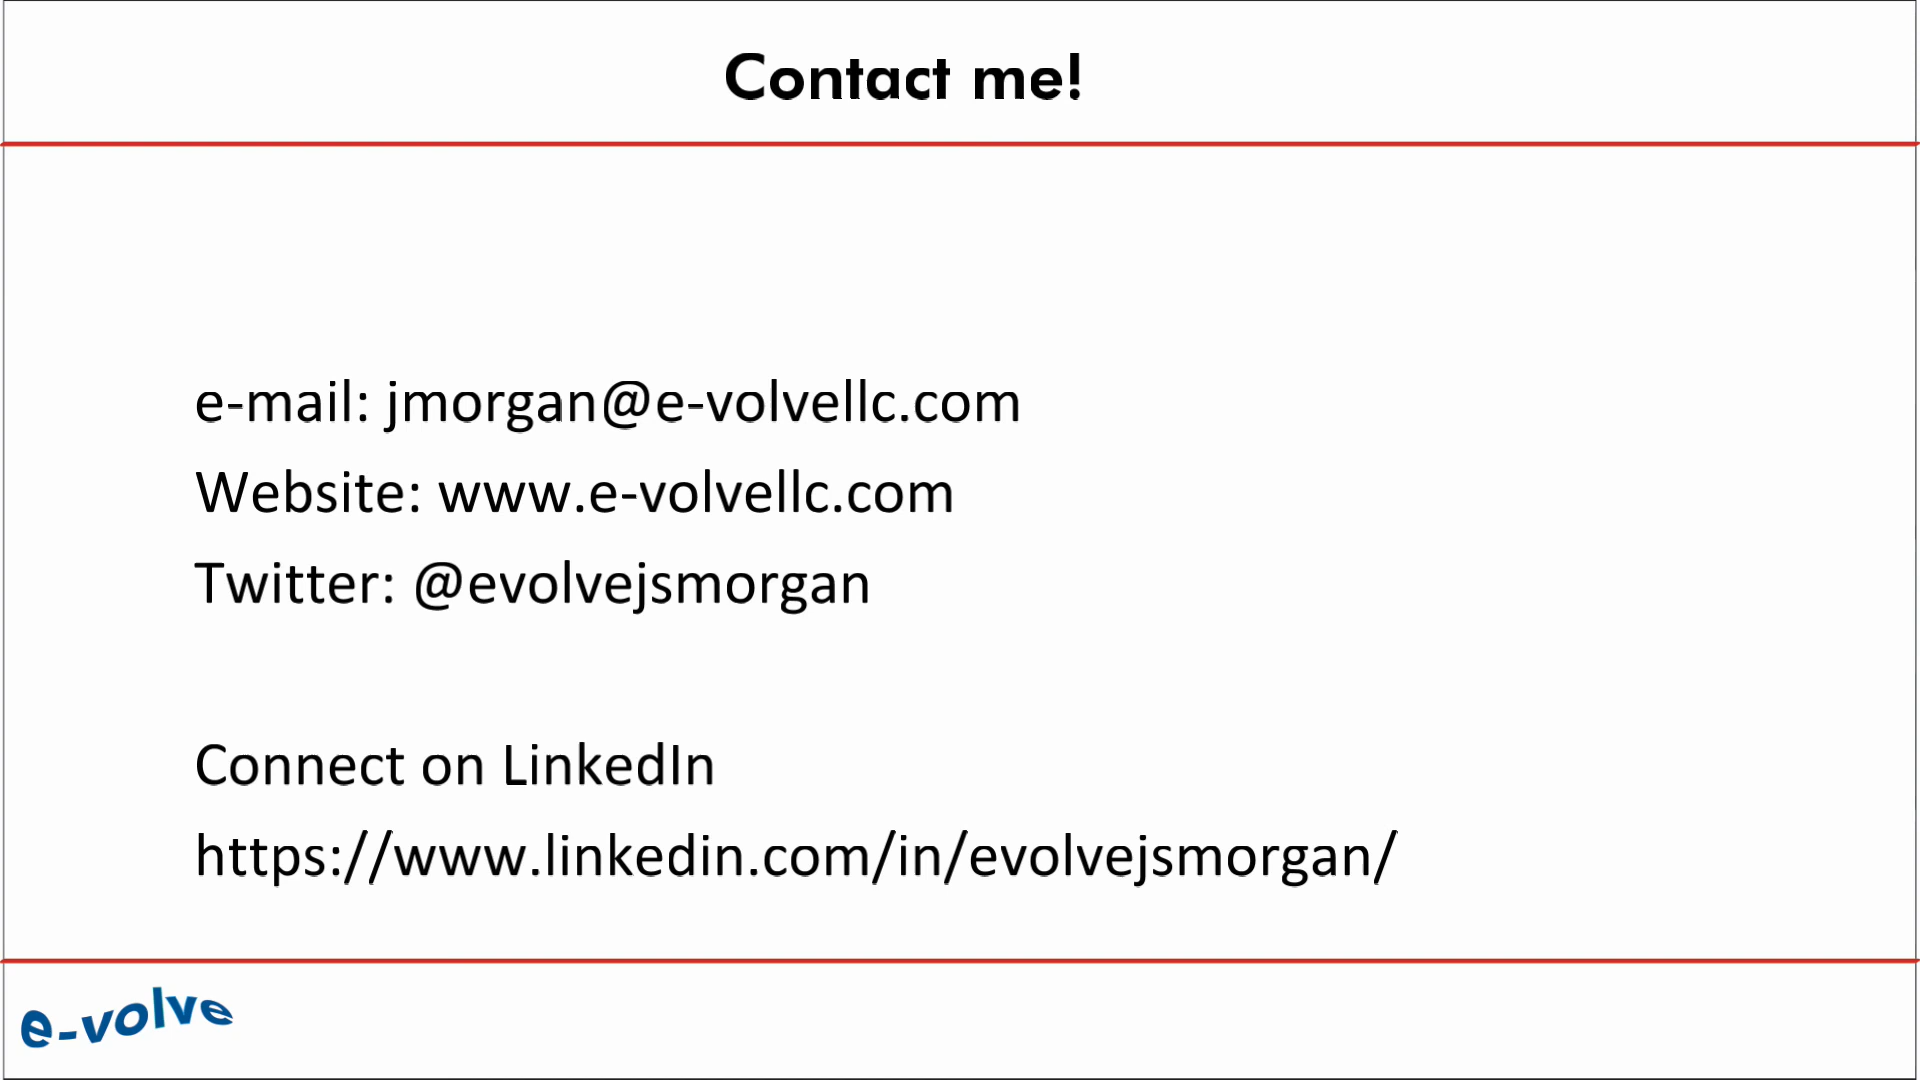 Contact me!
e-mail: jmorgan@e-volvellc.com
Website: www.e-volvellc.com
Twitter: @evolvejsmorgan
Connect on LinkedIn
https://www.linkedin.com/in/evolvejsmorgan/
e-volve